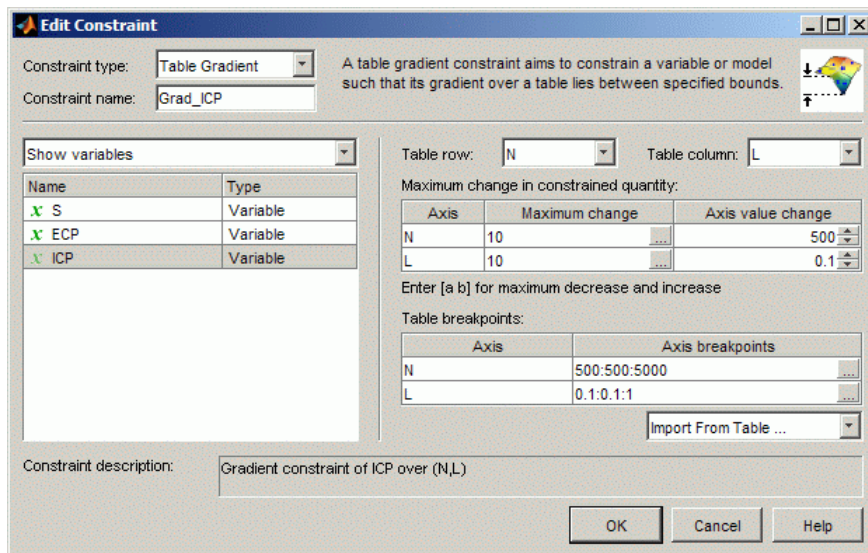 Edit Constraint
Constraint type: Table Gradient
Constraint name: Grad_ICP
A table gradient constraint aims to constrain a variable or model
such that its gradient over a table lies between specified bounds.
Show variables
Name Type
x S Variable
x ECP Variable
x ICP Variable
Table row: N Table column: L
Maximum change in constrained quantity:
Axis Maximum change Axis value change
N 10 ... 500
L 10 ... 0.1
Enter [a b] for maximum decrease and increase
Table breakpoints:
Axis Axis breakpoints
N 500:500:5000 ...
L 0.1:0.1:1 ...
Import From Table ...
Constraint description: Gradient constraint of ICP over (N,L)
OK Cancel Help